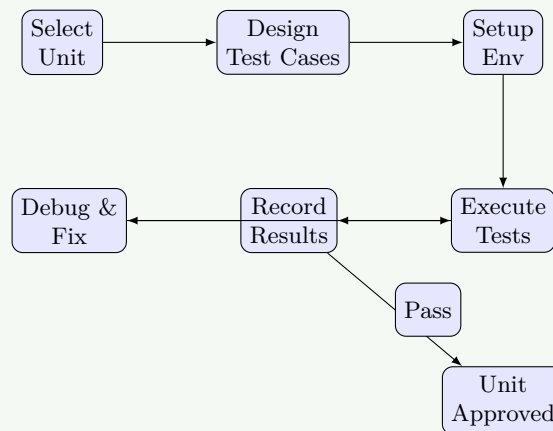 Select
Unit
Design
Test Cases
Setup
Env
Debug &
Fix
Record
Results
Execute
Tests
Pass
Unit
Approved